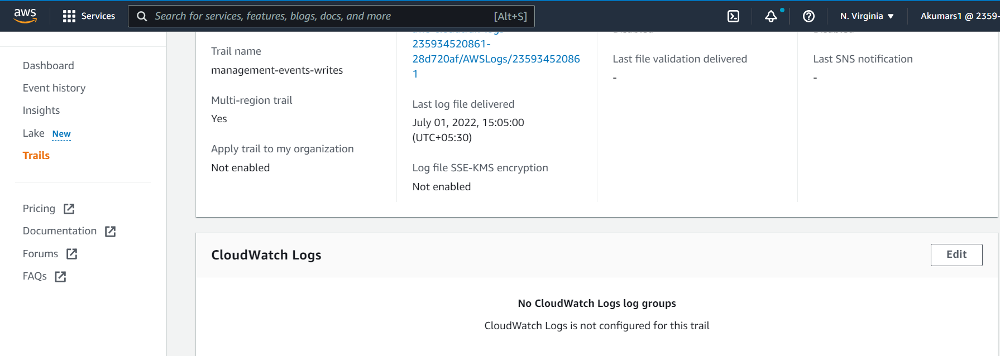 aws
Services
Search for services, features, blogs, docs, and more
[Alt+S]
N. Virginia
Akumars1 @ 2359-
Dashboard
Event history
Insights
Lake New
Trails
Pricing
Documentation
Forums
FAQs
Trail name
management-events-writes
Multi-region trail
Yes
Apply trail to my organization
Not enabled
235934520861-
28d720af/AWSLogs/23593452086
1
Last log file delivered
July 01, 2022, 15:05:00
(UTC+05:30)
Log file SSE-KMS encryption
Not enabled
Disabled
Last file validation delivered
-
Disabled
Last SNS notification
-
CloudWatch Logs
Edit
No CloudWatch Logs log groups
CloudWatch Logs is not configured for this trail